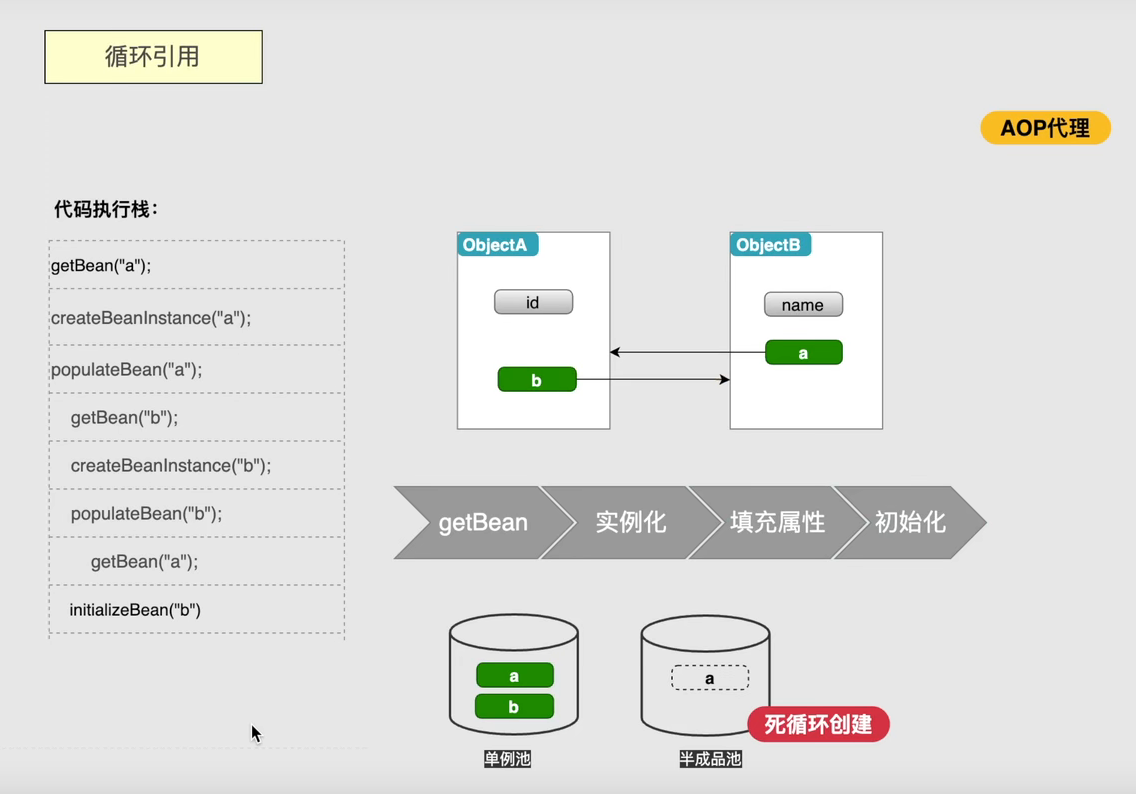 循环引用
AOP代理
代码执行栈：
getBean("a");
createBeanInstance("a");
populateBean("a");
getBean("b");
createBeanInstance("b");
populateBean("b");
getBean("a");
initializeBean("b")
ObjectA
id
b
ObjectB
name
a
getBean
实例化
填充属性
初始化
a
b
单例池
a
半成品池
死循环创建